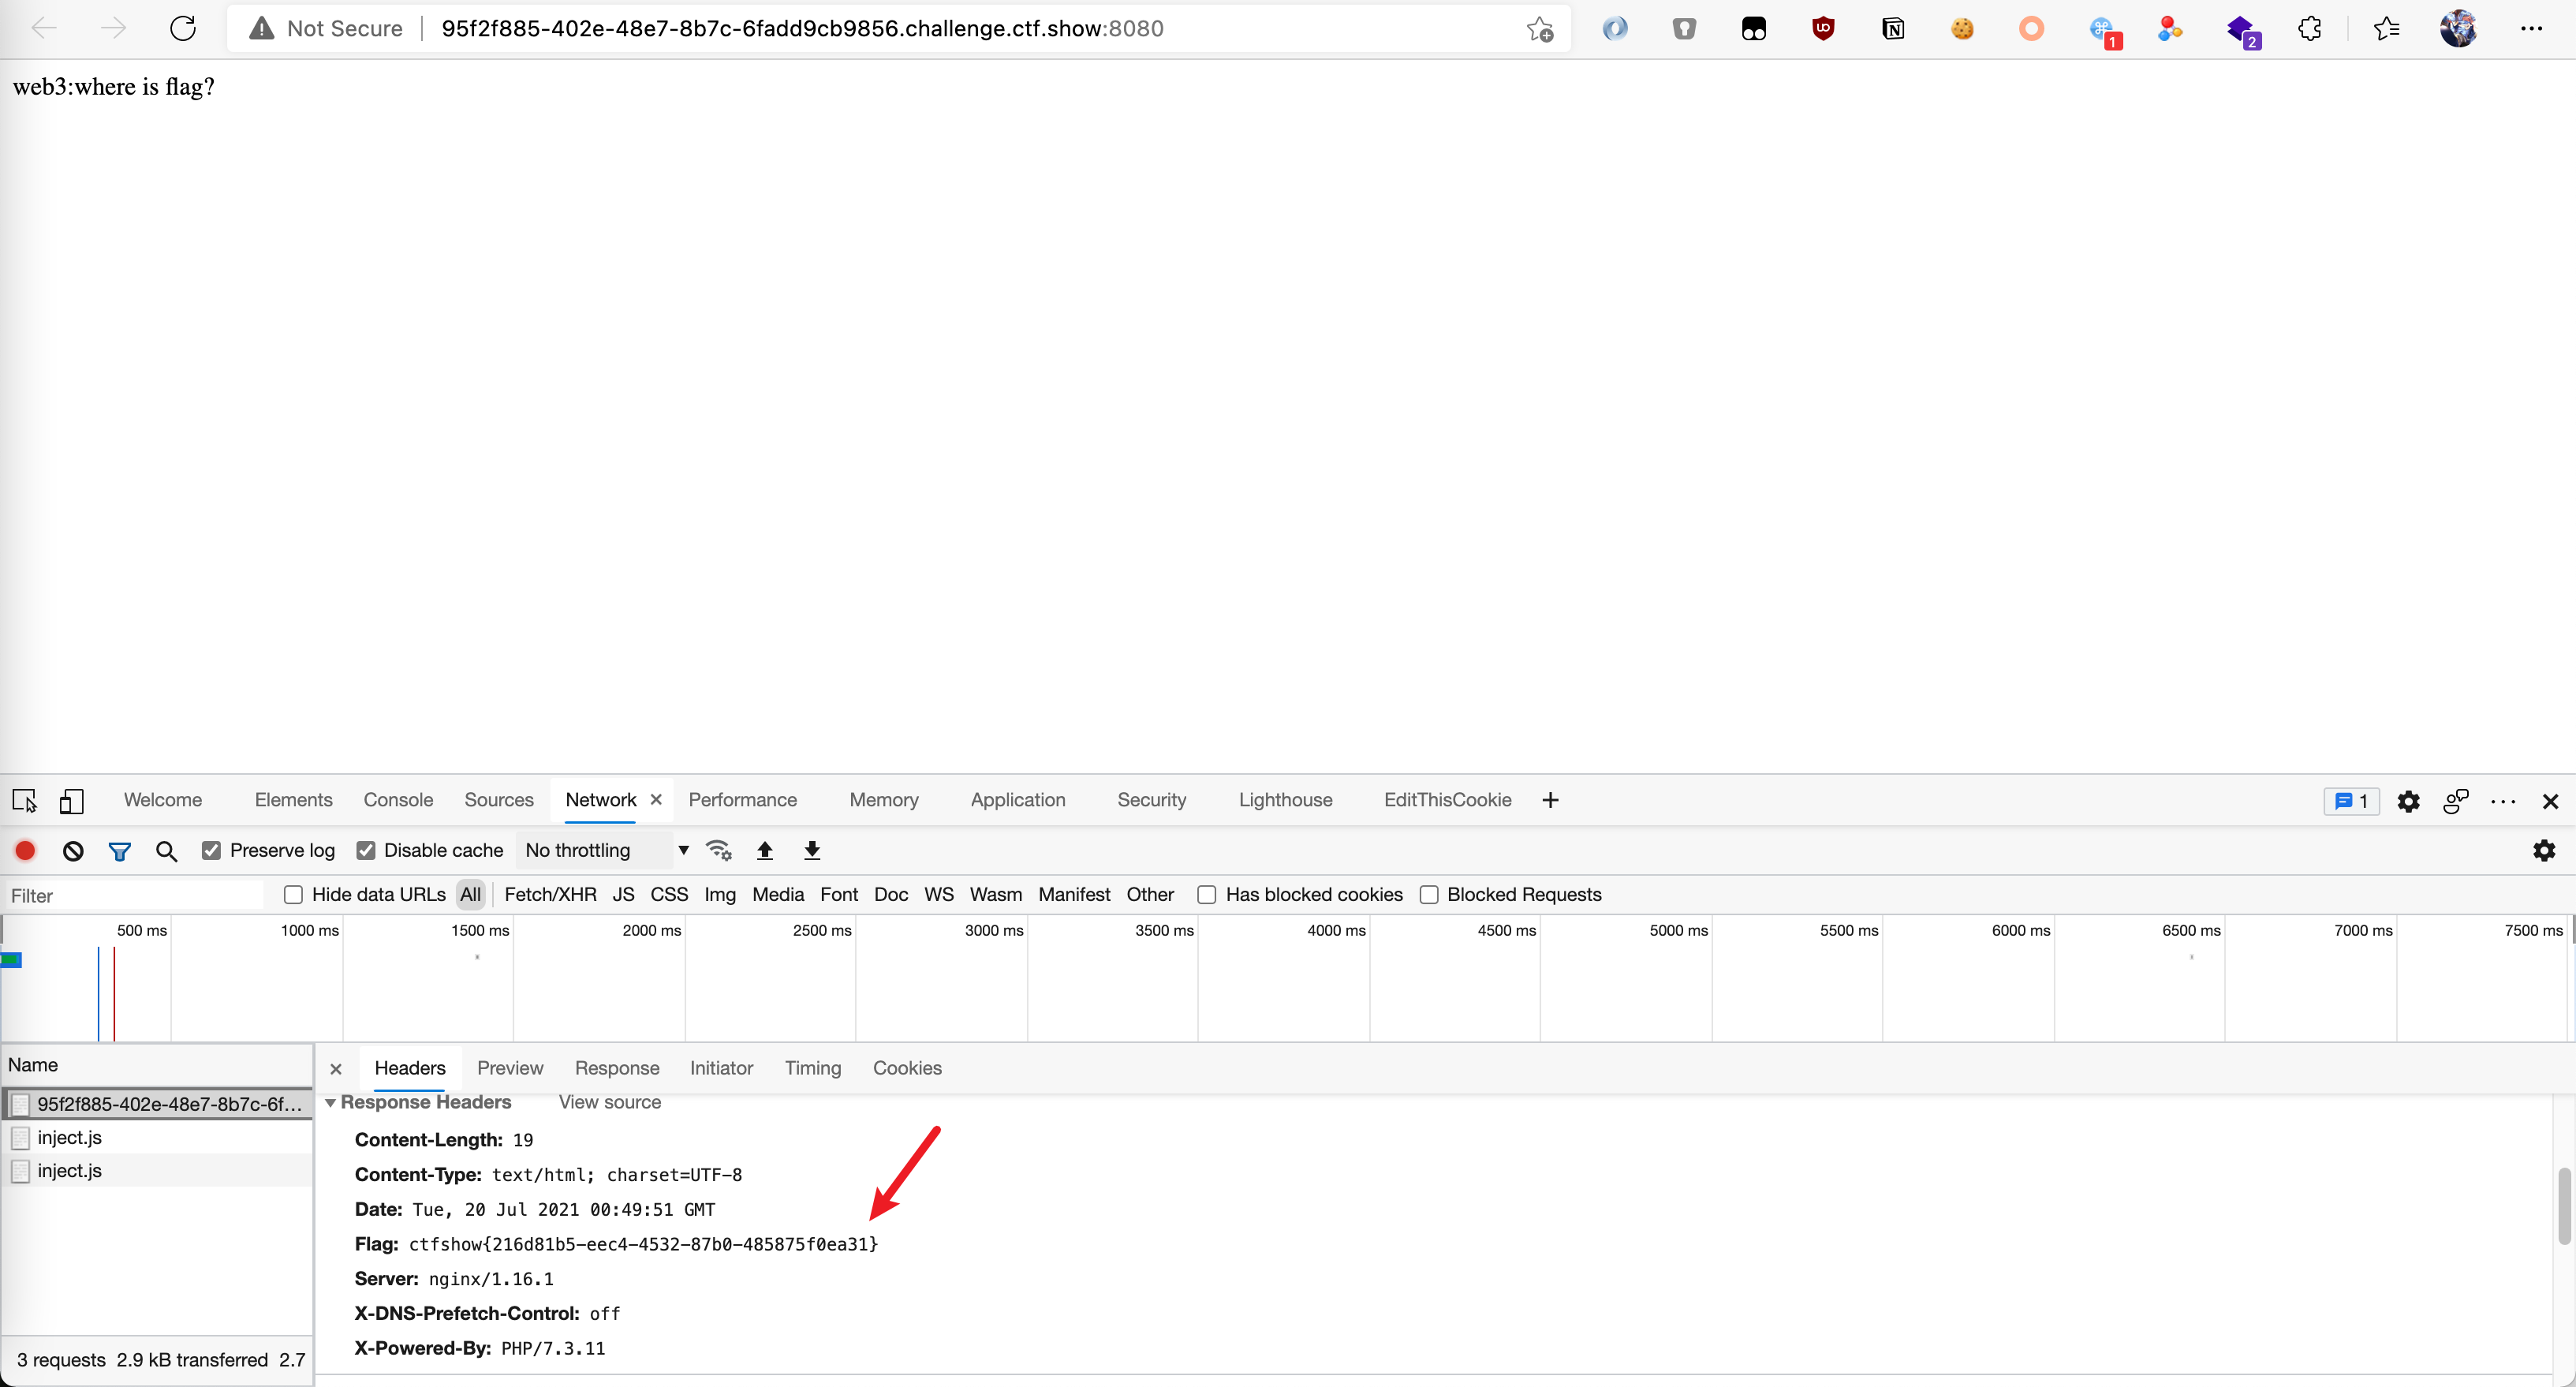 Not Secure 95f2f885-402e-48e7-8b7c-6fadd9cb9856.challenge.ctf.show:8080
1 2
web3:where is flag?
Welcome Elements Console Sources Network Performance Memory Application Security Lighthouse EditThisCookie 1
Preserve log Disable cache No throttling
Filter Hide data URLs All Fetch/XHR JS CSS Img Media Font Doc WS Wasm Manifest Other Has blocked cookies Blocked Requests
500 ms 1000 ms 1500 ms 2000 ms 2500 ms 3000 ms 3500 ms 4000 ms 4500 ms 5000 ms 5500 ms 6000 ms 6500 ms 7000 ms 7500 ms
Name
95f2f885-402e-48e7-8b7c-6f...
inject.js
inject.js
3 requests 2.9 kB transferred 2.7
Headers Preview Response Initiator Timing Cookies
Response Headers View source
Content-Length: 19
Content-Type: text/html; charset=UTF-8
Date: Tue, 20 Jul 2021 00:49:51 GMT
Flag: ctfshow{216d81b5-eec4-4532-87b0-485875f0ea31}
Server: nginx/1.16.1
X-DNS-Prefetch-Control: off
X-Powered-By: PHP/7.3.11